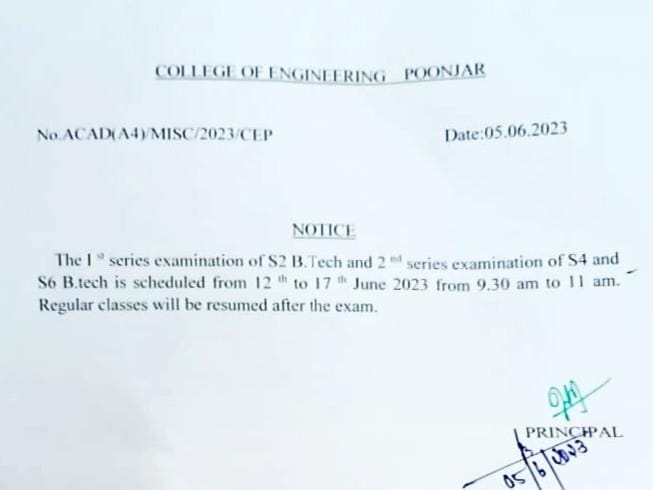 COLLEGE OF ENGINEERING POONJAR
No.ACAD(A4)/MISC/2023/CEP Date:05.06.2023
NOTICE
The 1 st series examination of S2 B.Tech and 2 nd series examination of S4 and
S6 B.tech is scheduled from 12 th to 17 th June 2023 from 9.30 am to 11 am.
Regular classes will be resumed after the exam.
PRINCIPAL
05/6/2023